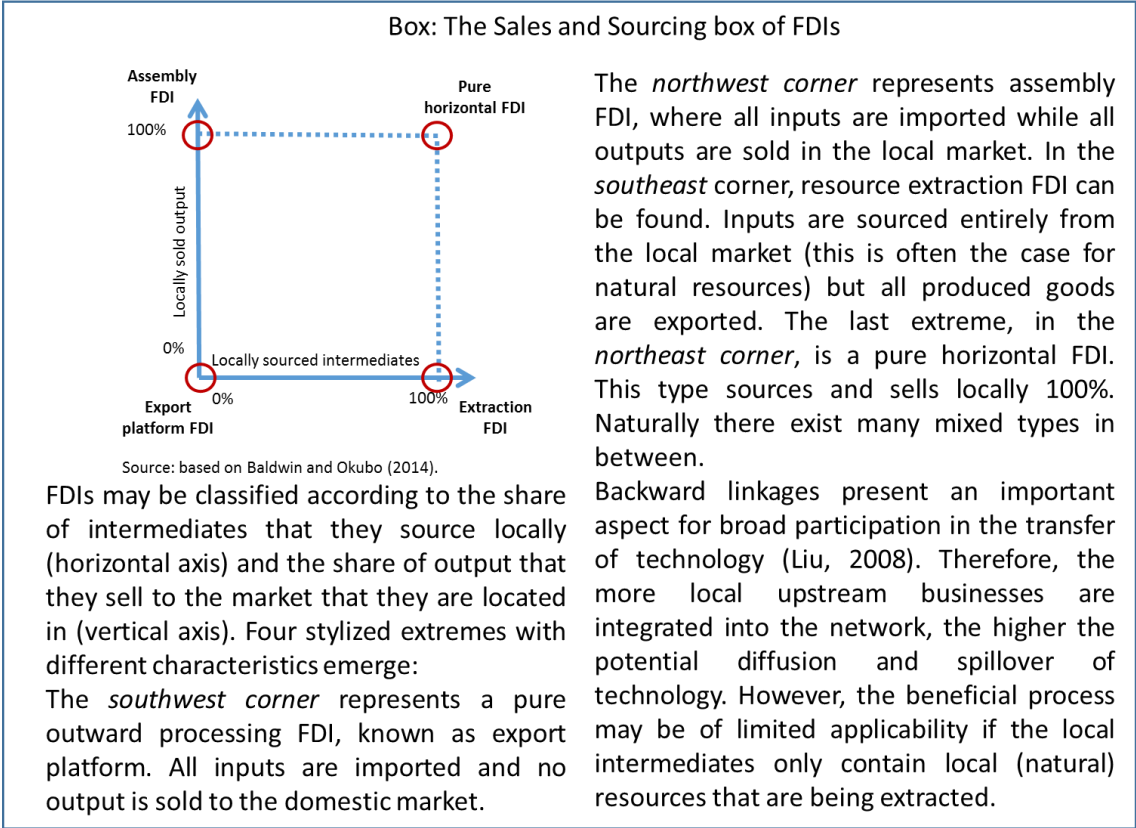 Box: The Sales and Sourcing box of FDIs
Assembly
FDI
Pure
horizontal FDI
100%
Locally sold output
0%
Locally sourced intermediates
0%
100%
Export
platform FDI
Extraction
FDI
Source: based on Baldwin and Okubo (2014).
FDIs may be classified according to the share
of intermediates that they source locally
(horizontal axis) and the share of output that
they sell to the market that they are located
in (vertical axis). Four stylized extremes with
different characteristics emerge:
The southwest corner represents a pure
outward processing FDI, known as export
platform. All inputs are imported and no
output is sold to the domestic market.
The northwest corner represents assembly
FDI, where all inputs are imported while all
outputs are sold in the local market. In the
southeast corner, resource extraction FDI can
be found. Inputs are sourced entirely from
the local market (this is often the case for
natural resources) but all produced goods
are exported. The last extreme, in the
northeast corner, is a pure horizontal FDI.
This type sources and sells locally 100%.
Naturally there exist many mixed types in
between.
Backward linkages present an important
aspect for broad participation in the transfer
of technology (Liu, 2008). Therefore, the
more local upstream businesses are
integrated into the network, the higher the
potential diffusion and spillover of
technology. However, the beneficial process
may be of limited applicability if the local
intermediates only contain local (natural)
resources that are being extracted.